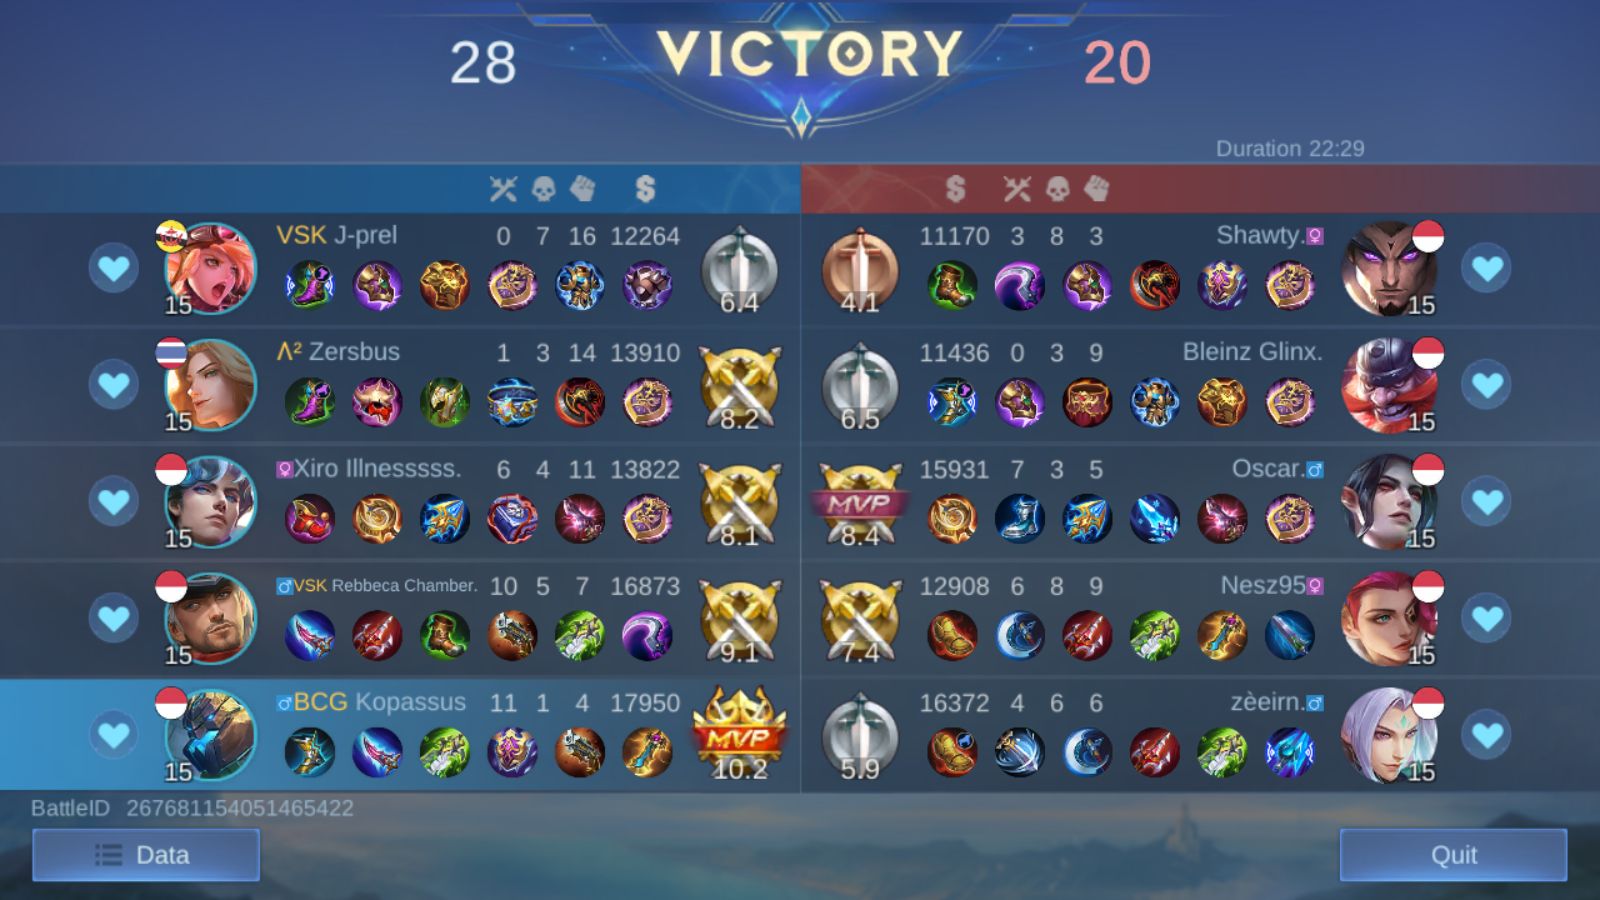 28 VICTORY 20
Duration 22:29
VSK J-prel 0 7 16 12264
15 6.4
4.1 11170 3 8 3 Shawty.♀
15
Λ² Zersbus 1 3 14 13910
15 8.2
6.5 11436 0 3 9 Bleinz Glinx.
15
♀Xiro Illnesssss. 6 4 11 13822
15 8.1
MVP 8.4 15931 7 3 5 Oscar.♂
15
♂VSK Rebbeca Chamber. 10 5 7 16873
15 9.1
7.4 12908 6 8 9 Nesz95♀
15
♂BCG Kopassus 11 1 4 17950
15 MVP 10.2
5.9 16372 4 6 6 zèeirn.♂
15
BattleID 267681154051465422
Data
Quit